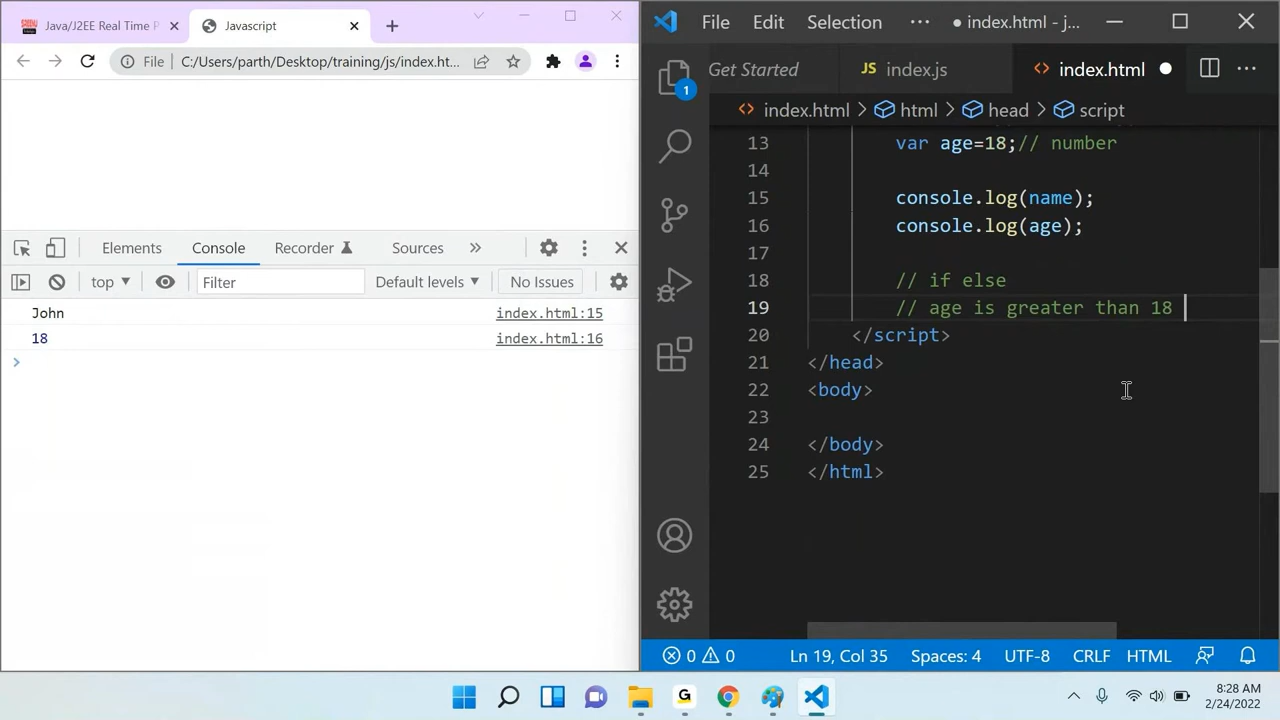 Java/J2EE Real Time P
Javascript
File C:/Users/parth/Desktop/training/js/index.ht...
Elements Console Recorder Sources »
top Filter Default levels No Issues
John index.html:15
18 index.html:16
>
File Edit Selection ··· ● index.html - j...
1
Get Started JS index.js <> index.html ● ···
<> index.html > html > head > script
13 var age=18;// number
14
15 console.log(name);
16 console.log(age);
17
18 // if else
19 // age is greater than 18
20 </script>
21 </head>
22 <body>
23
24 </body>
25 </html>
0 0 Ln 19, Col 35 Spaces: 4 UTF-8 CRLF HTML
G
8:28 AM
2/24/2022